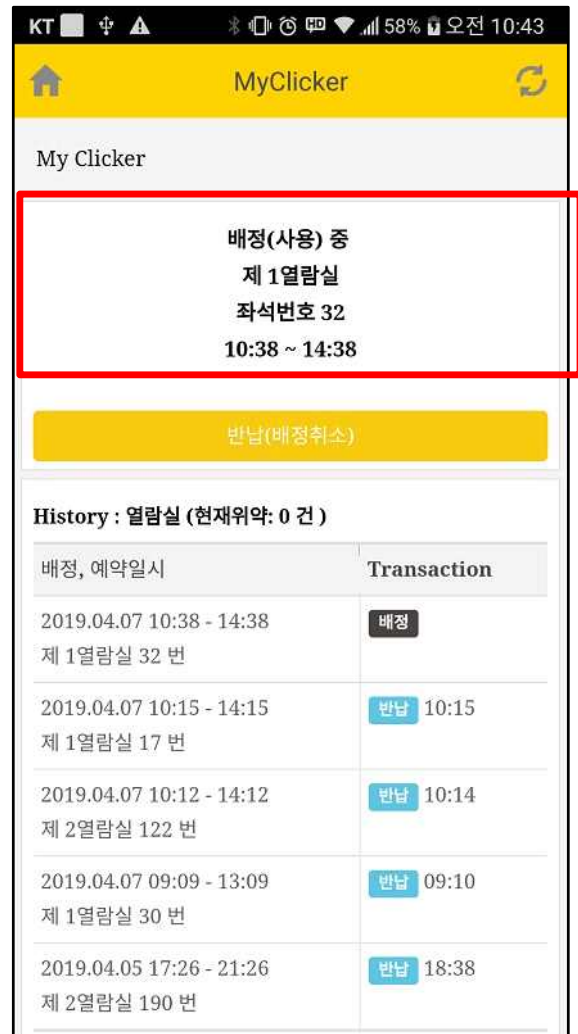 KT 58% 오전 10:43
MyClicker
My Clicker
배정(사용) 중
제 1열람실
좌석번호 32
10:38 ~ 14:38
반납(배정취소)
History : 열람실 (현재위약: 0 건 )
배정, 예약일시 Transaction
2019.04.07 10:38 - 14:38 배정
제 1열람실 32 번
2019.04.07 10:15 - 14:15 반납 10:15
제 1열람실 17 번
2019.04.07 10:12 - 14:12 반납 10:14
제 2열람실 122 번
2019.04.07 09:09 - 13:09 반납 09:10
제 1열람실 30 번
2019.04.05 17:26 - 21:26 반납 18:38
제 2열람실 190 번